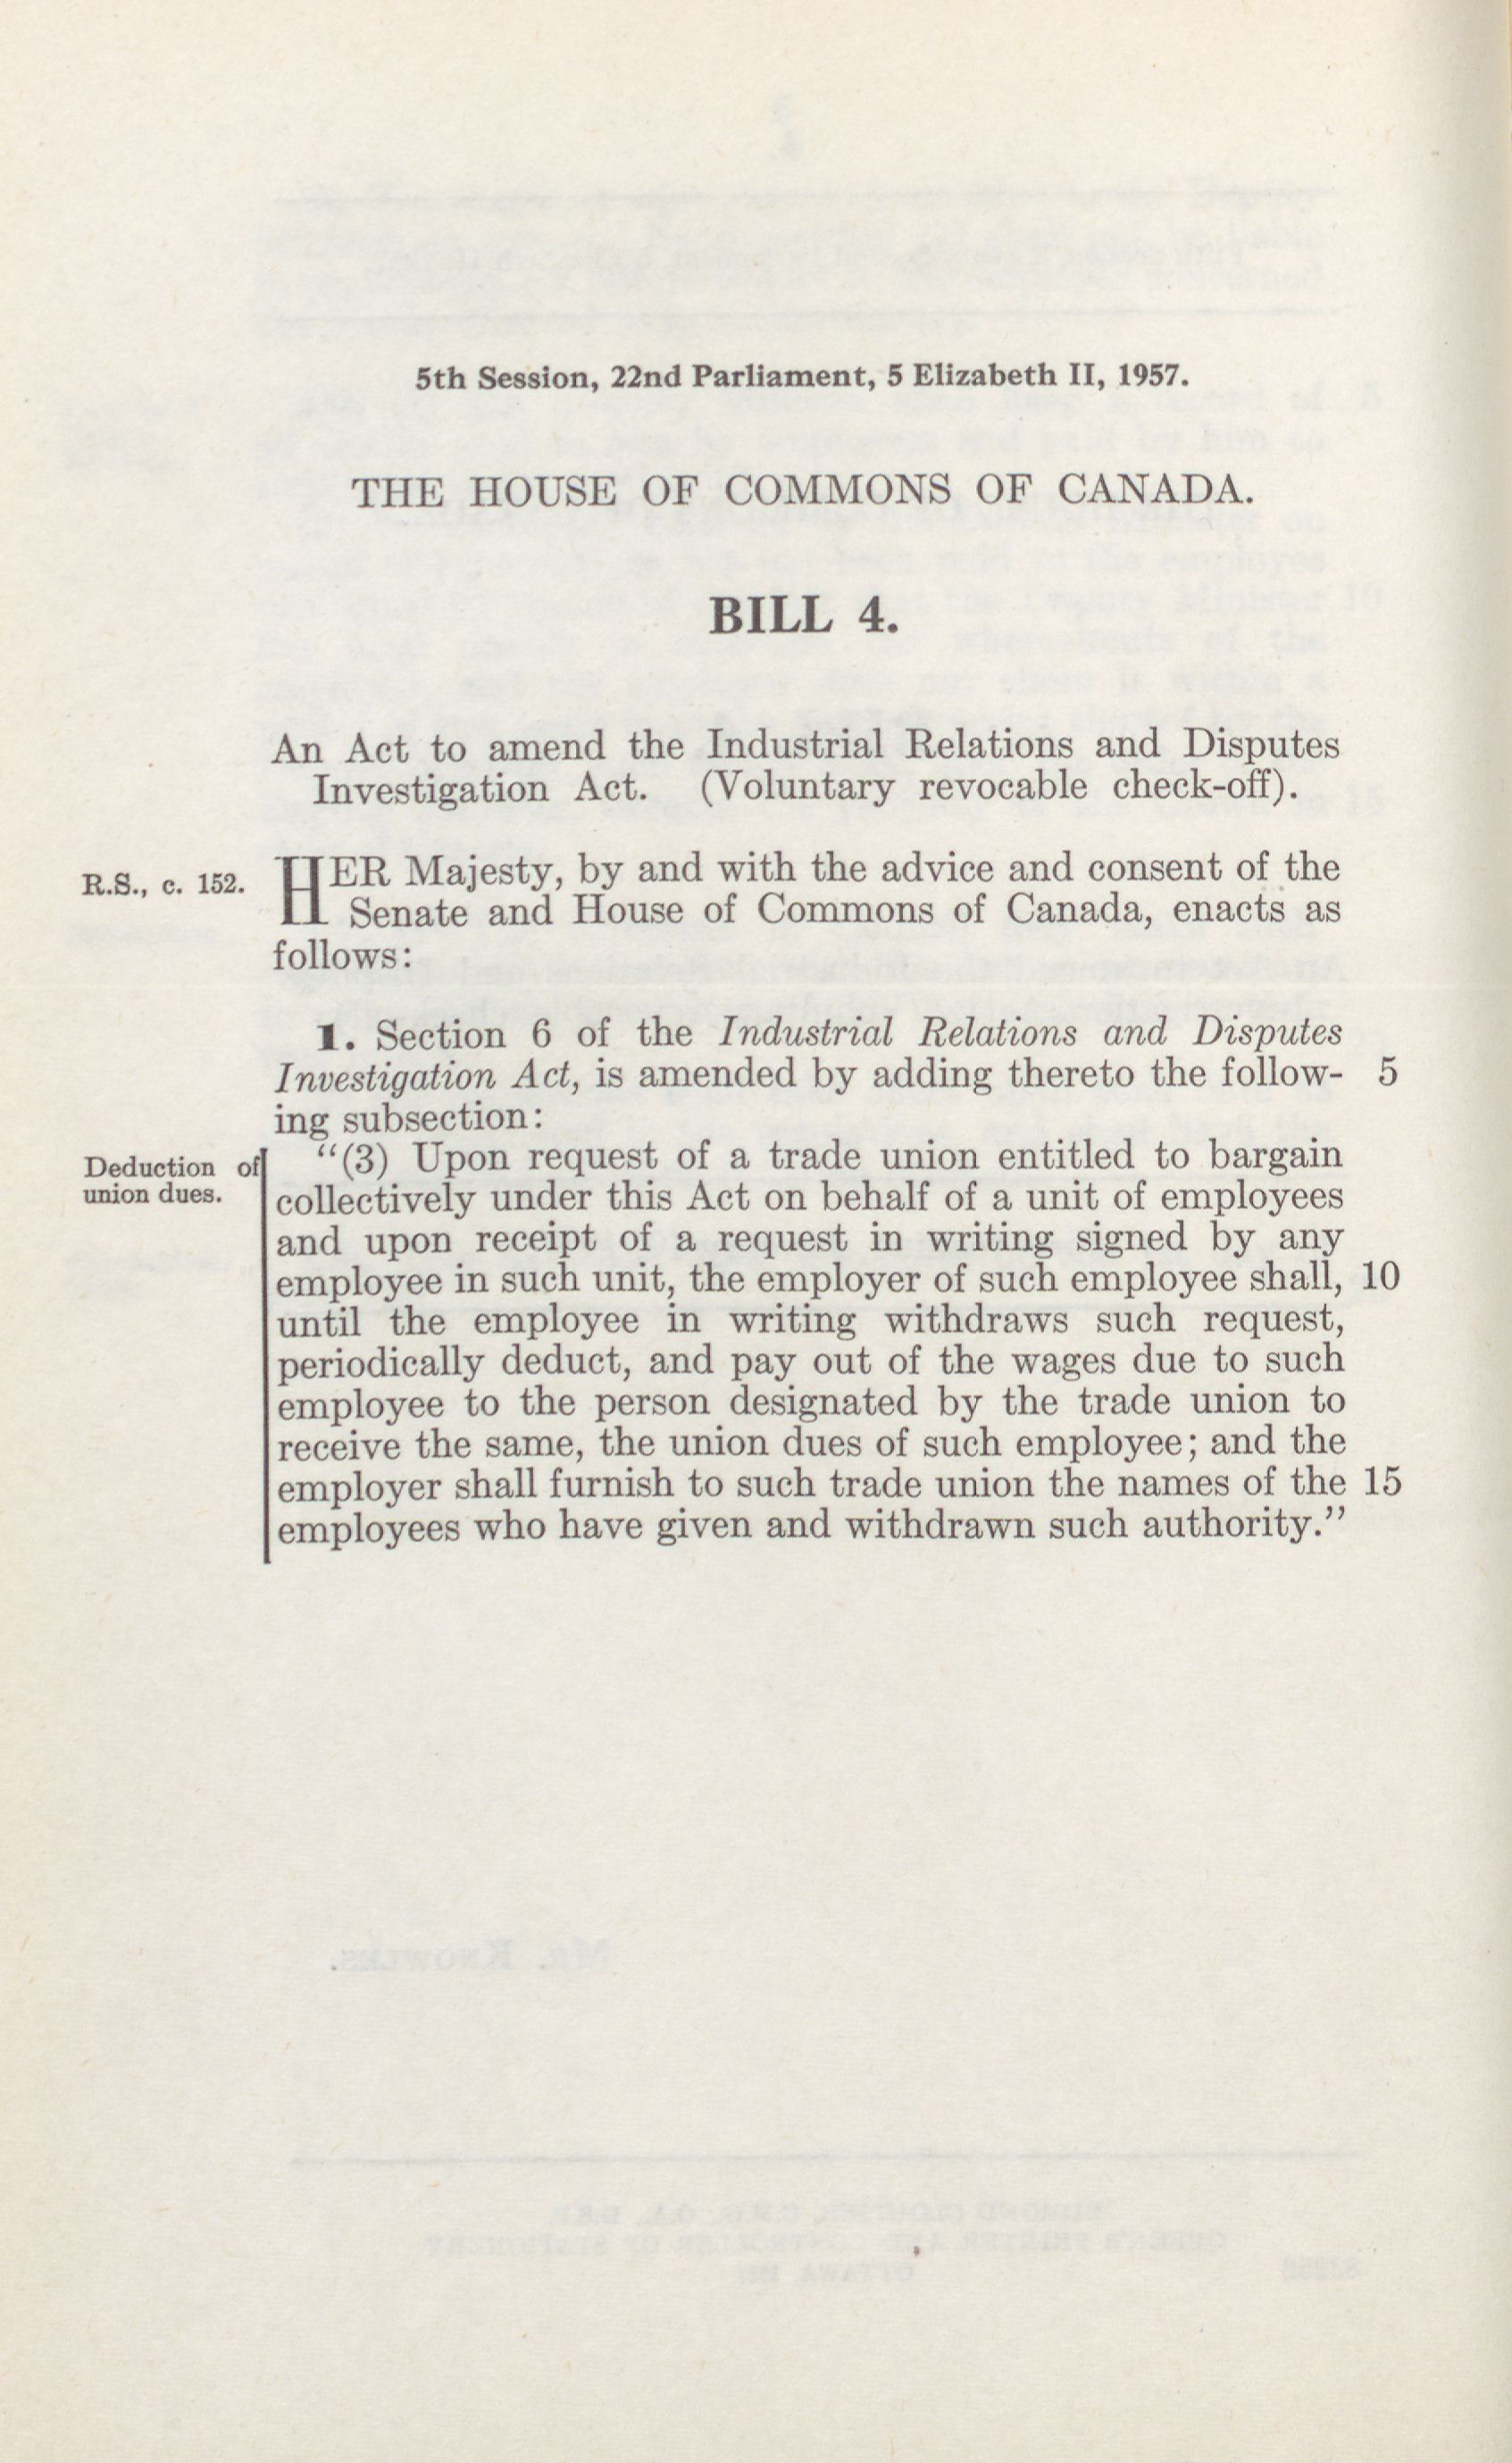 5th Session, 22nd Parliament, 5 Elizabeth II, 1957.
THE HOUSE OF COMMONS OF CANADA.
BILL 4.
An Act to amend the Industrial Relations and Disputes
Investigation Act. (Voluntary revocable check-off).
R.S., c. 152.
HER Majesty, by and with the advice and consent of the
Senate and House of Commons of Canada, enacts as
follows:
1. Section 6 of the Industrial Relations and Disputes
Investigation Act, is amended by adding thereto the follow- 5
ing subsection:
Deduction of
union dues.
"(3) Upon request of a trade union entitled to bargain
collectively under this Act on behalf of a unit of employees
and upon receipt of a request in writing signed by any
employee in such unit, the employer of such employee shall, 10
until the employee in writing withdraws such request,
periodically deduct, and pay out of the wages due to such
employee to the person designated by the trade union to
receive the same, the union dues of such employee; and the
employer shall furnish to such trade union the names of the 15
employees who have given and withdrawn such authority."